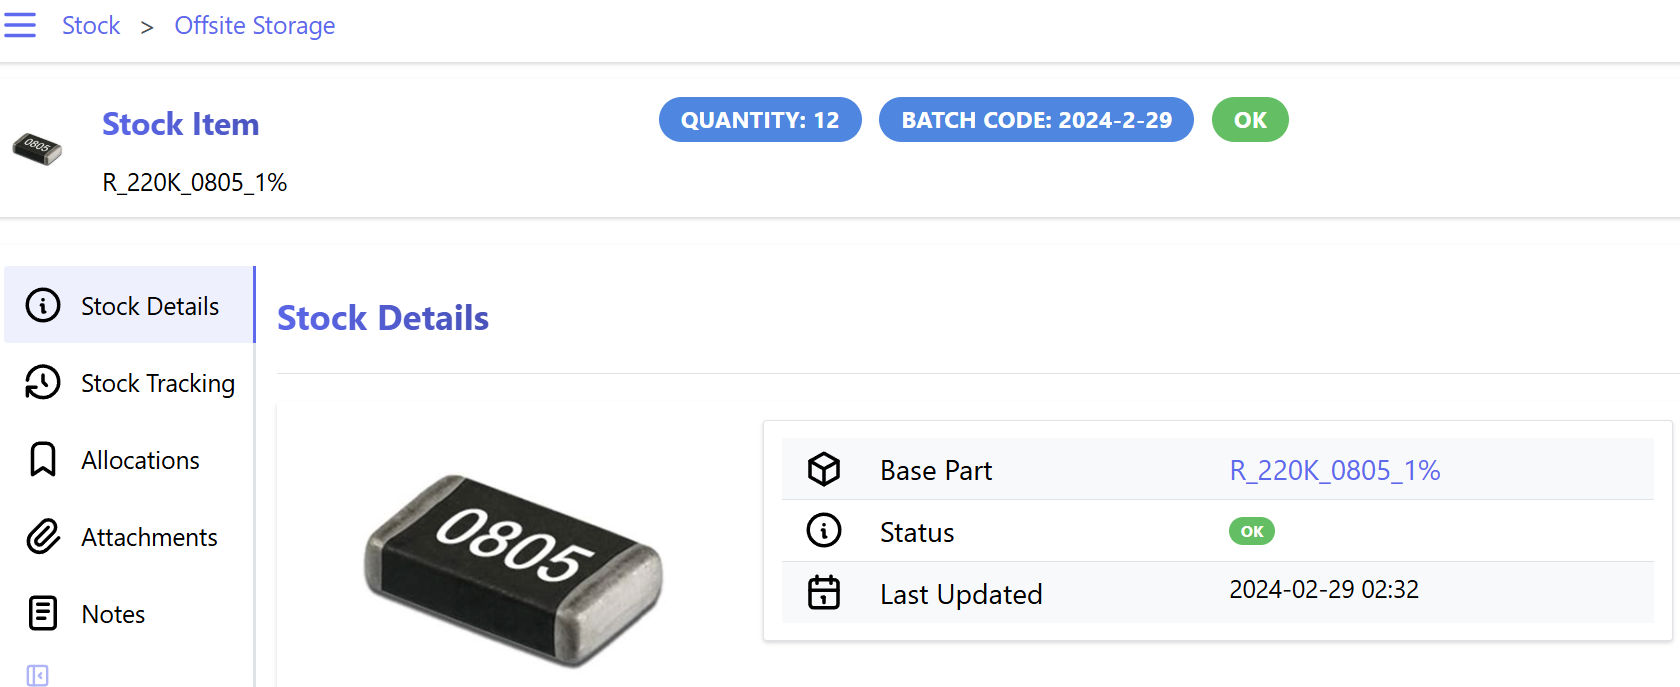 Stock > Offsite Storage
Stock Item
QUANTITY: 12
BATCH CODE: 2024-2-29
OK
0805
R_220K_0805_1%
Stock Details
Stock Tracking
Allocations
Attachments
Notes
Stock Details
0805
Base Part R_220K_0805_1%
Status OK
Last Updated 2024-02-29 02:32